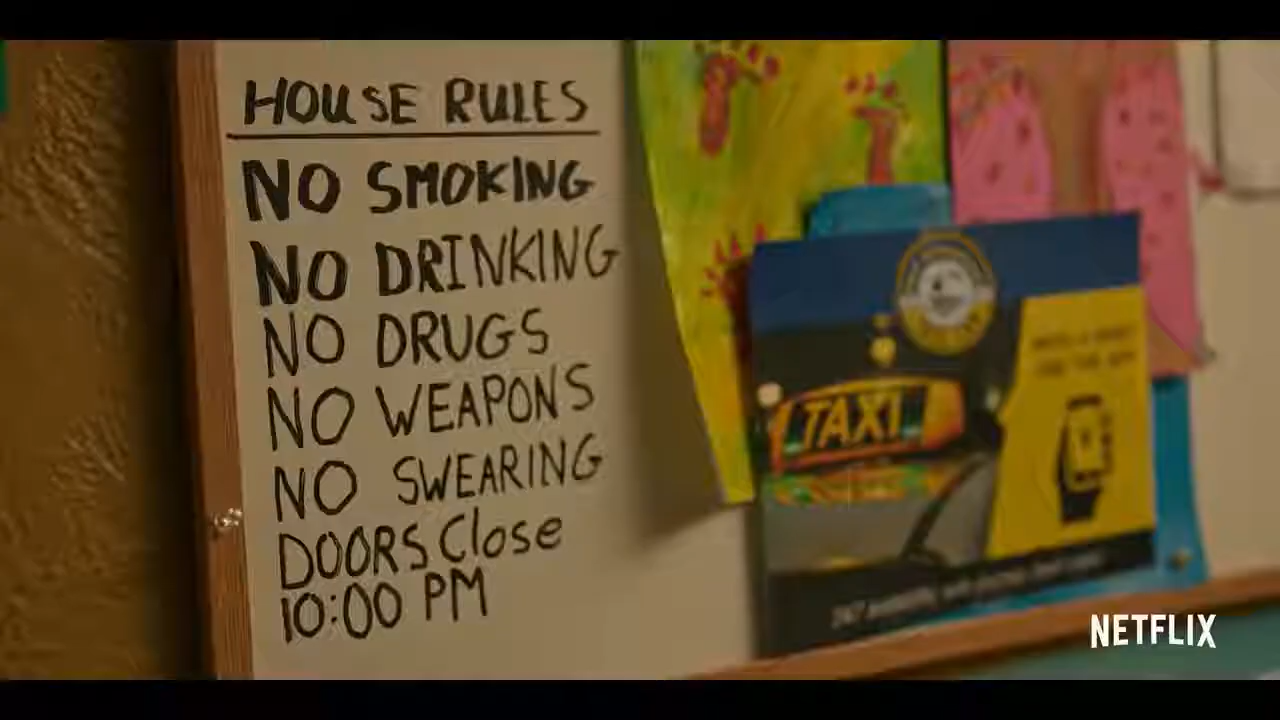 HOUSE RULES
NO SMOKING
NO DRINKING
NO DRUGS
NO WEAPONS
NO SWEARING
DOORS Close
10:00 PM
TAXI
NETFLIX